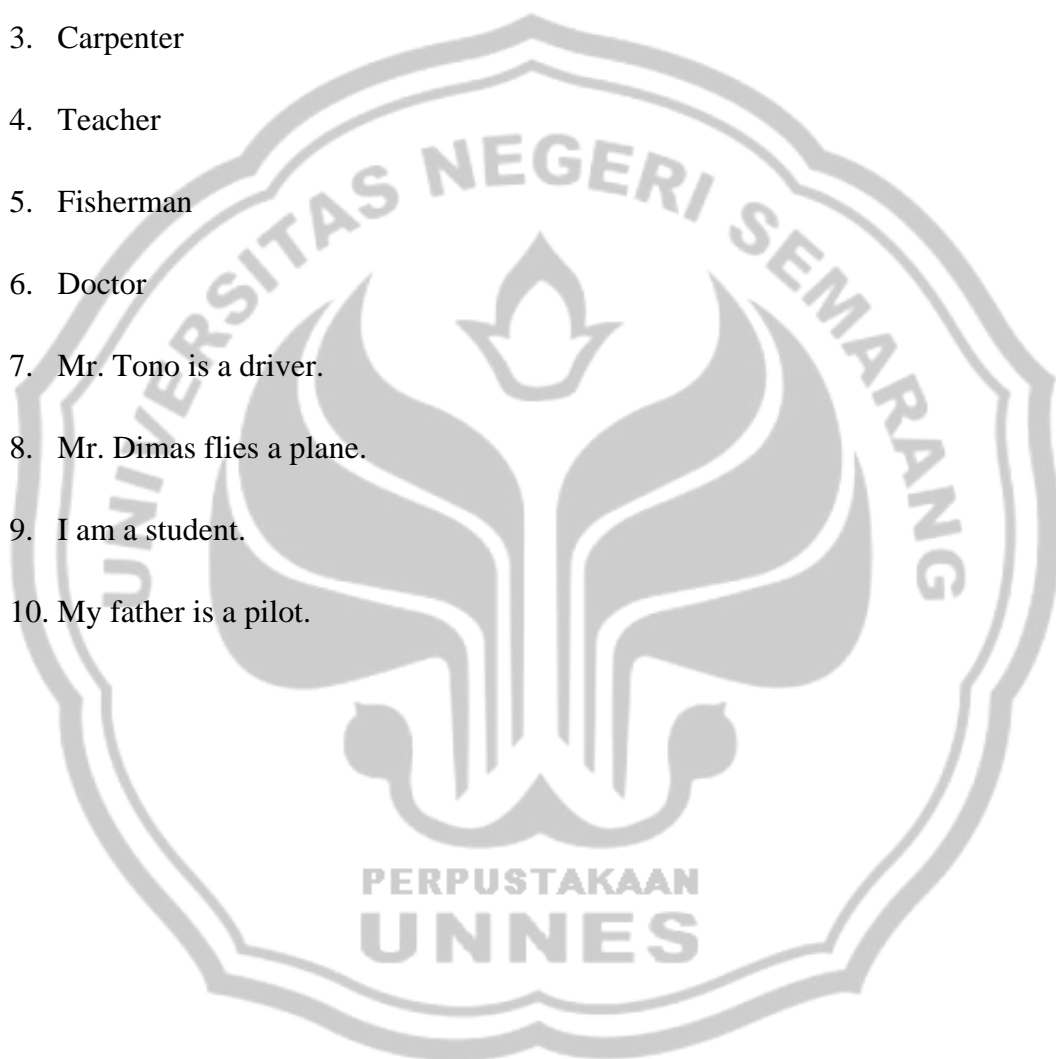 3. Carpenter
4. Teacher
5. Fisherman
6. Doctor
7. Mr. Tono is a driver.
8. Mr. Dimas flies a plane.
9. I am a student.
10. My father is a pilot.
UNIVERSITAS NEGERI SEMARANG
PERPUSTAKAAN
UNNES